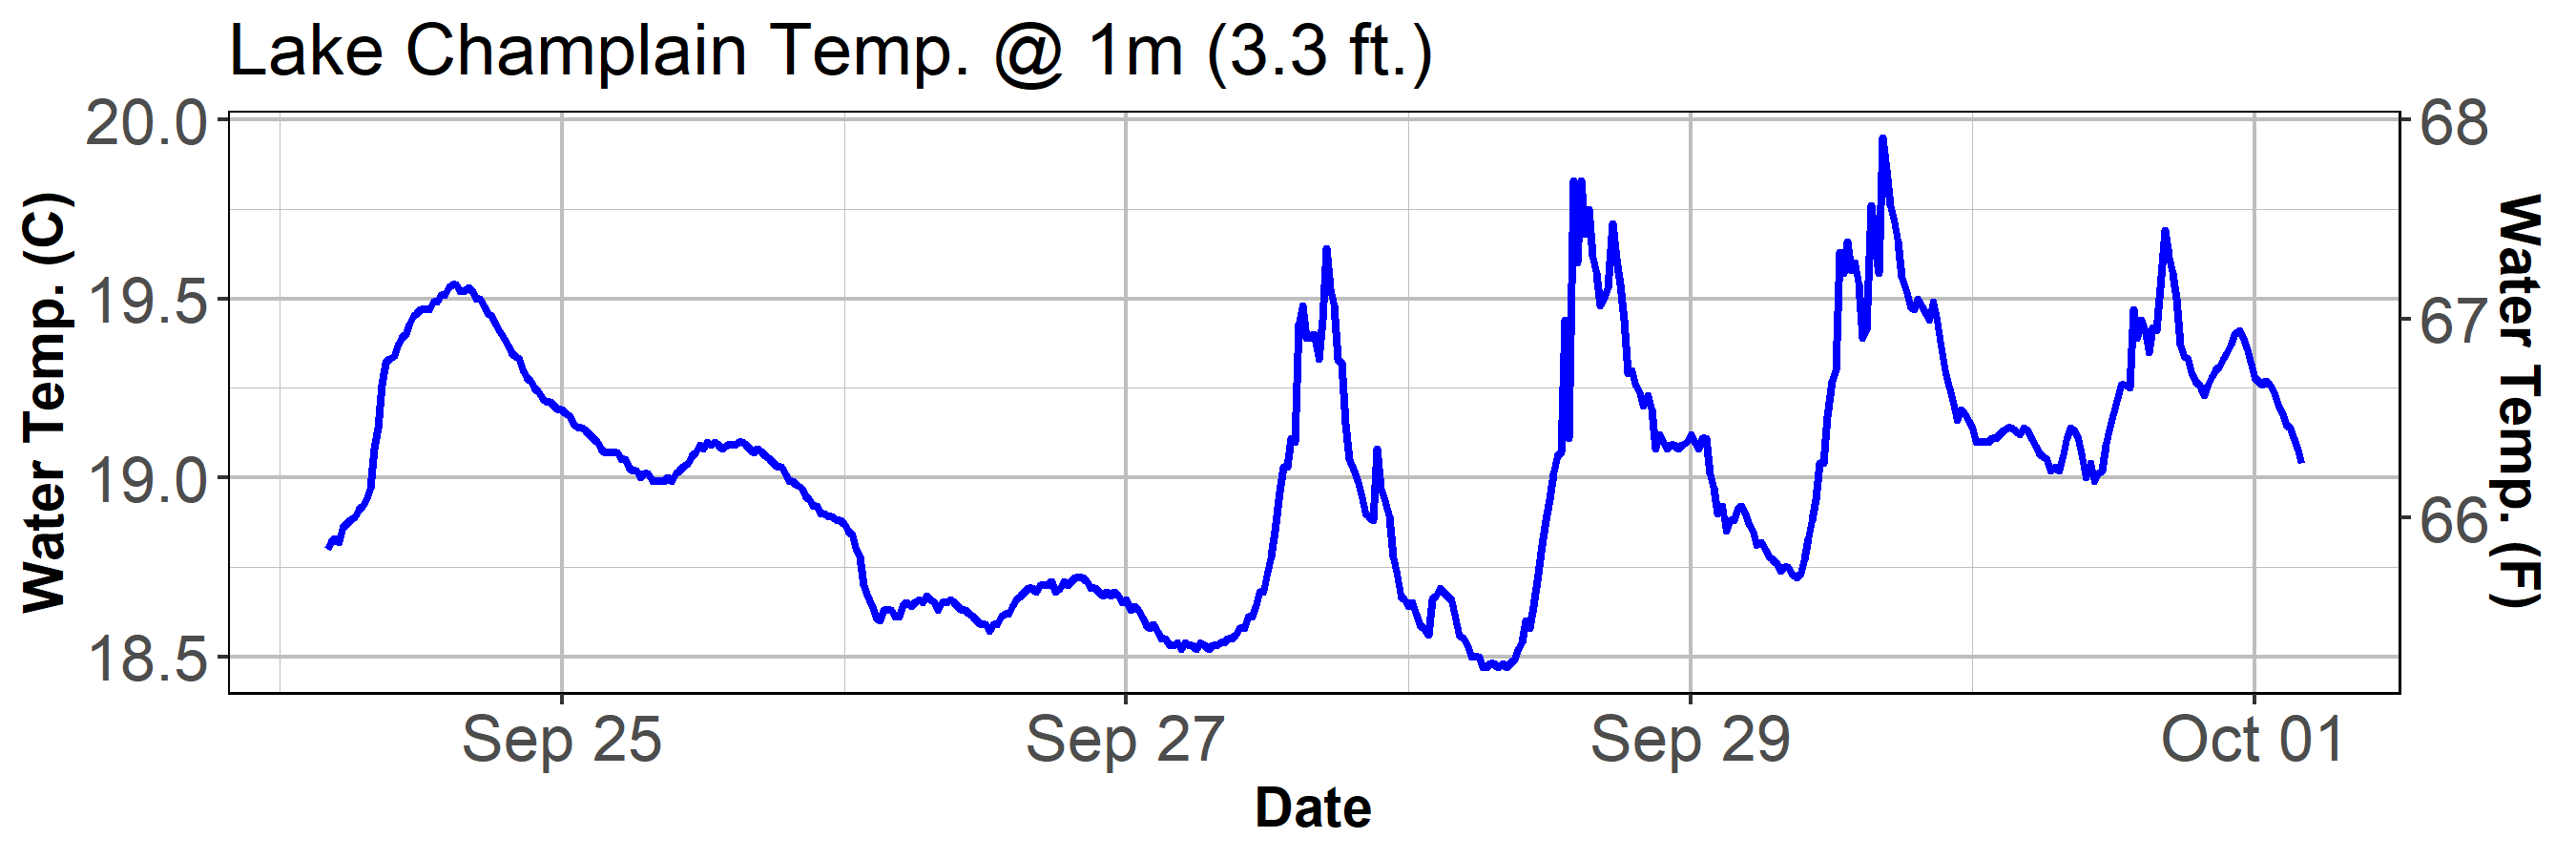 Lake Champlain Temp. @ 1m (3.3 ft.)
20.0
19.5
19.0
18.5
Water Temp. (C)
68
67
66
Water Temp. (F)
Sep 25
Sep 27
Sep 29
Oct 01
Date